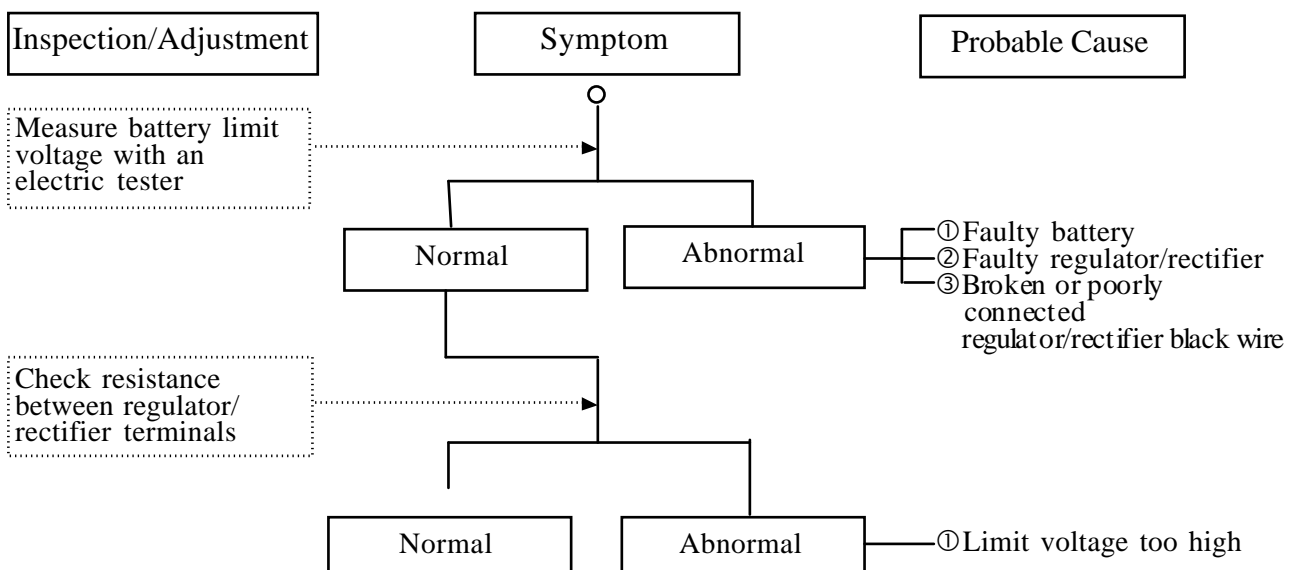 Inspection/Adjustment
Symptom
Probable Cause
Measure battery limit
voltage with an
electric tester
Normal
Abnormal
①Faulty battery
②Faulty regulator/rectifier
③Broken or poorly
connected
regulator/rectifier black wire
Check resistance
between regulator/
rectifier terminals
Normal
Abnormal
①Limit voltage too high